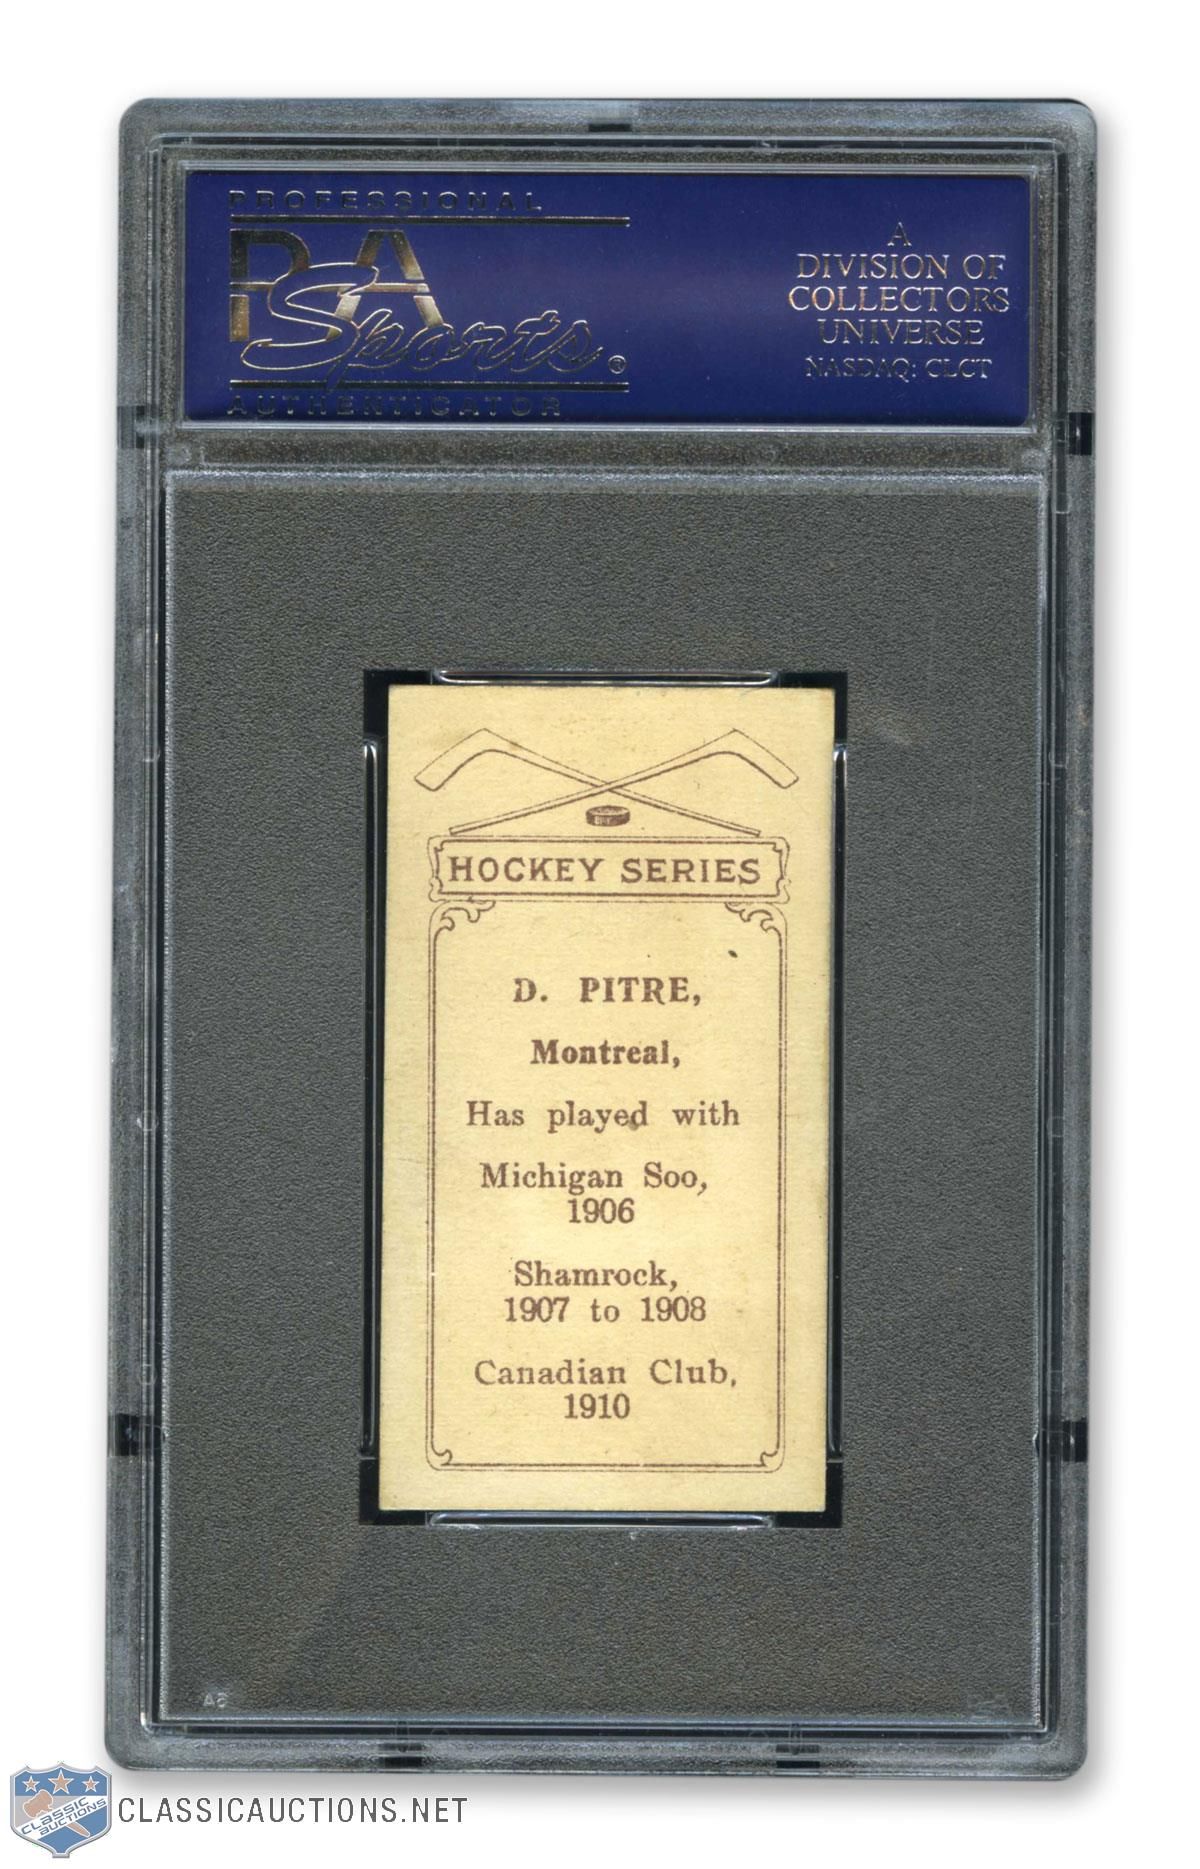 PROFESSIONAL
PSA
Sports®
AUTHENTICATOR
A
DIVISION OF
COLLECTORS
UNIVERSE
NASDAQ: CLCT
HOCKEY SERIES
D. PITRE,
Montreal,
Has played with
Michigan Soo,
1906
Shamrock,
1907 to 1908
Canadian Club,
1910
CLASSIC
AUCTIONS
CLASSICAUCTIONS.NET